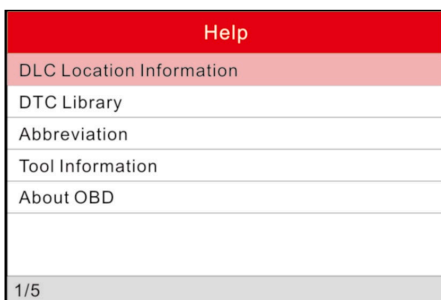 Help
DLC Location Information
DTC Library
Abbreviation
Tool Information
About OBD
1/5